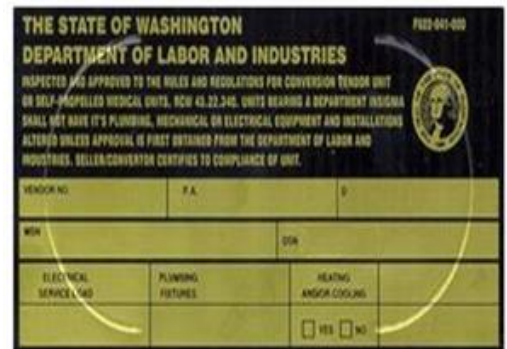 THE STATE OF WASHINGTON
F622-041-000
DEPARTMENT OF LABOR AND INDUSTRIES
INSPECTED AND APPROVED TO THE RULES AND REGULATIONS FOR CONVERSION VENDOR UNIT
OR SELF-PROPELLED MEDICAL UNITS, RCW 43.22.340. UNITS BEARING A DEPARTMENT INSIGNIA
SHALL NOT HAVE IT'S PLUMBING, MECHANICAL OR ELECTRICAL EQUIPMENT AND INSTALLATIONS
ALTERED UNLESS APPROVAL IS FIRST OBTAINED FROM THE DEPARTMENT OF LABOR AND
INDUSTRIES. SELLER/CONVERTOR CERTIFIES TO COMPLIANCE OF UNIT.
VENDOR NO. P.A. D
MSN DSN
ELECTRICAL PLUMBING HEATING
SERVICE LOAD FIXTURES AND/OR COOLING
YES NO